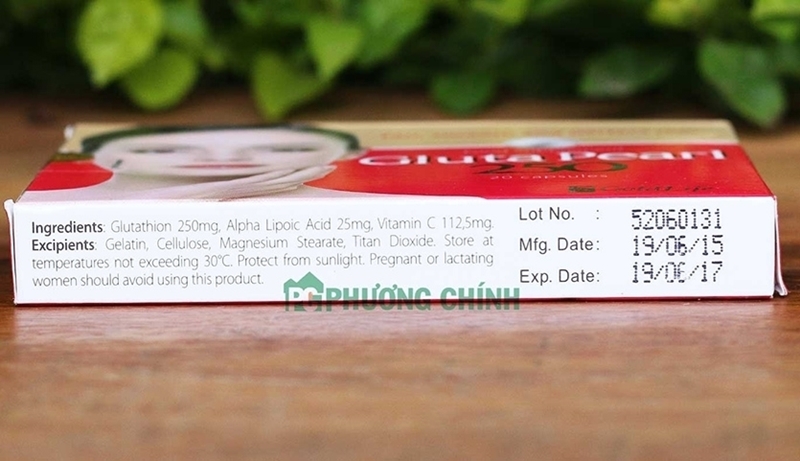 Gluta Pearl
250
20 capsules
Ingredients: Glutathion 250mg, Alpha Lipoic Acid 25mg, Vitamin C 112,5mg.
Excipients: Gelatin, Cellulose, Magnesium Stearate, Titan Dioxide. Store at
temperatures not exceeding 30°C. Protect from sunlight. Pregnant or lactating
women should avoid using this product.
Lot No. : 52060131
Mfg. Date: 19/06/15
Exp. Date: 19/06/17
PHƯƠNG CHÍNH